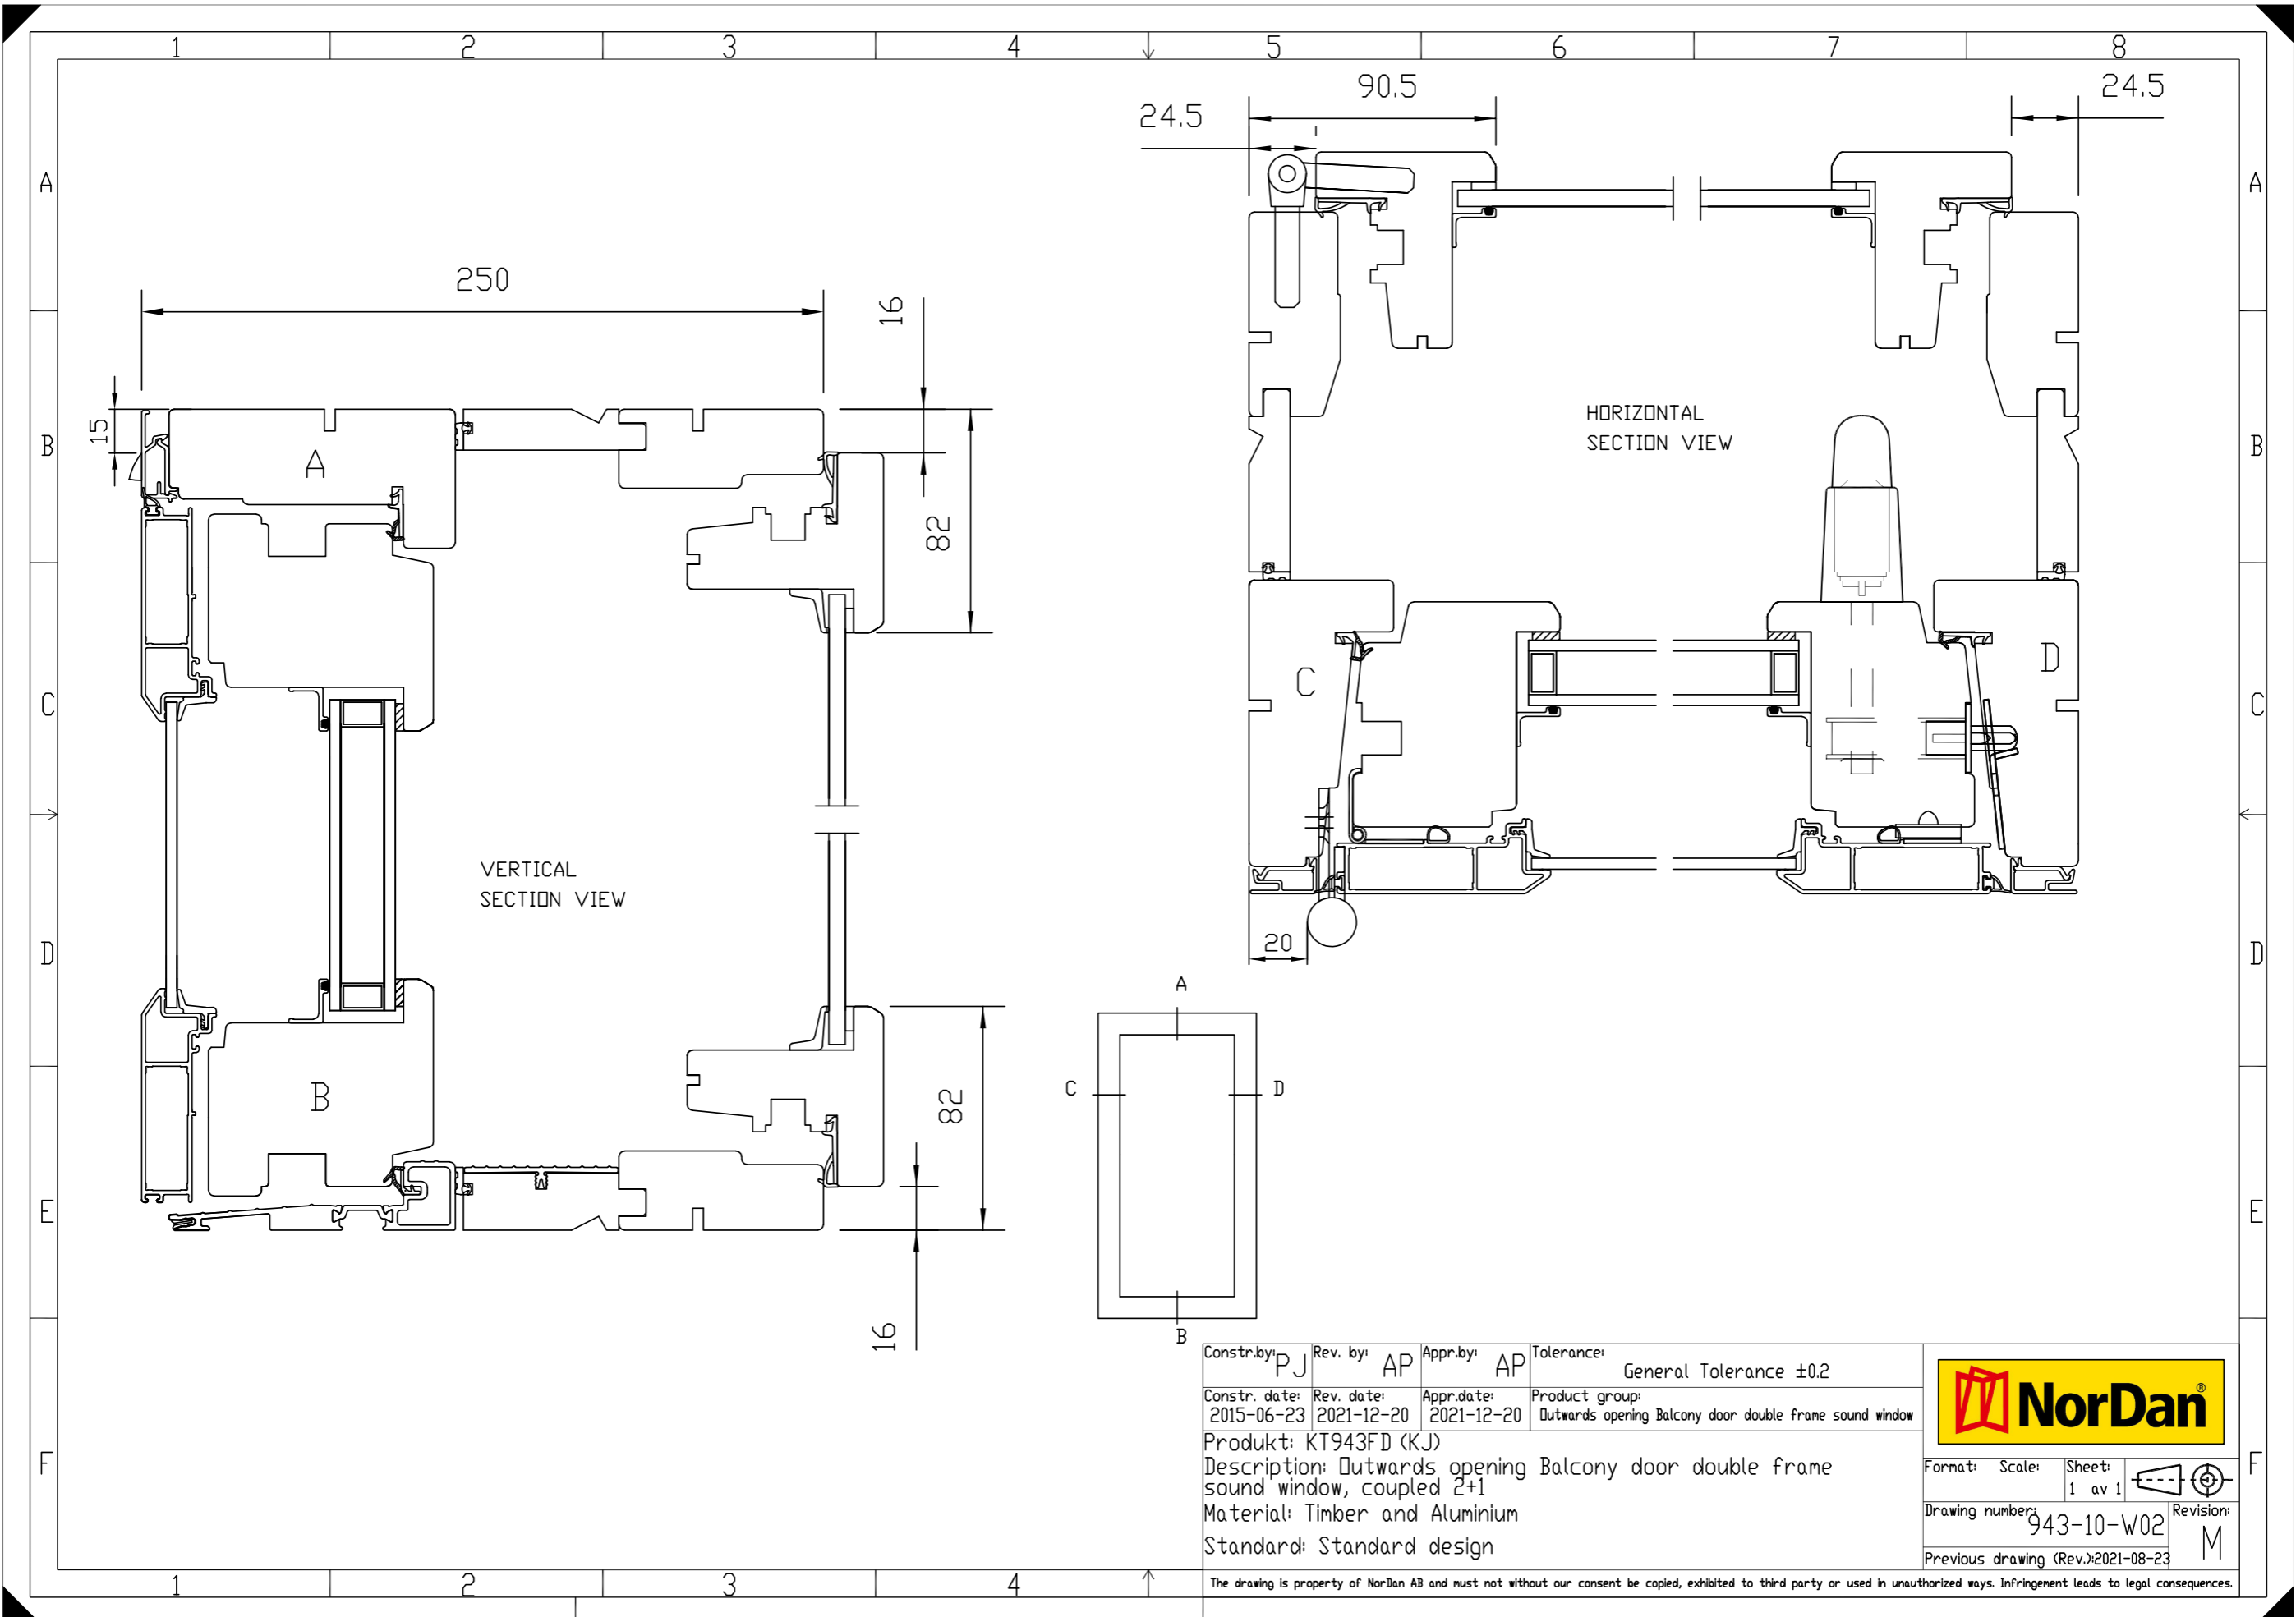 1 2 3 4 5 6 7 8
24.5 90.5 24.5
A A
250 16
15 B B
HORIZONTAL
SECTION VIEW
A
82
C C
C D
VERTICAL
SECTION VIEW
D D
20
A
C D
B
82
E E
16
B
Constr.by: PJ Rev. by: AP Appr.by: AP Tolerance: General Tolerance ±0.2
Constr. date: Rev. date: Appr.date: Product group:
2015-06-23 2021-12-20 2021-12-20 Outwards opening Balcony door double frame sound window
NorDan®
Produkt: KT943FD (KJ)
Description: Outwards opening Balcony door double frame
sound window, coupled 2+1
Material: Timber and Aluminium
Standard: Standard design
F F
Format: Scale: Sheet:
1 av 1
Drawing number: 943-10-W02 Revision: M
Previous drawing (Rev.):2021-08-23
The drawing is property of NorDan AB and must not without our consent be copied, exhibited to third party or used in unauthorized ways. Infringement leads to legal consequences.
1 2 3 4